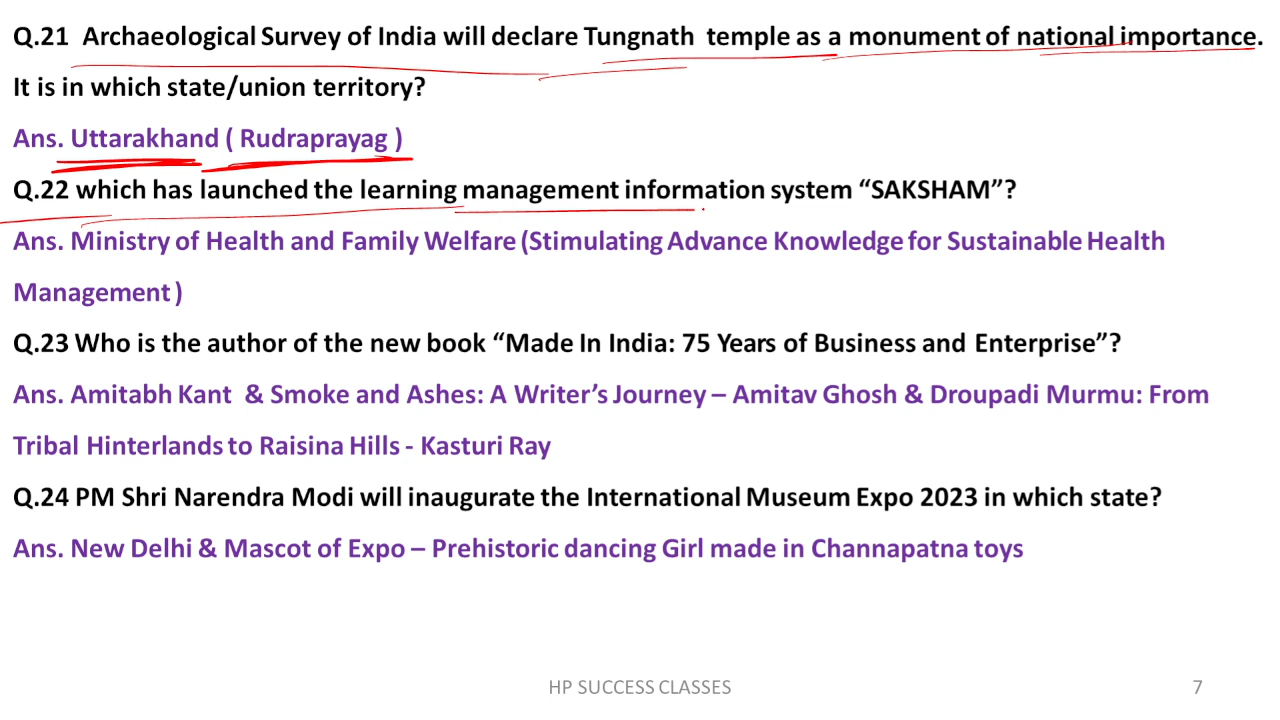 Q.21 Archaeological Survey of India will declare Tungnath temple as a monument of national importance.
It is in which state/union territory?
Ans. Uttarakhand ( Rudraprayag )
Q.22 which has launched the learning management information system “SAKSHAM”?
Ans. Ministry of Health and Family Welfare (Stimulating Advance Knowledge for Sustainable Health
Management )
Q.23 Who is the author of the new book “Made In India: 75 Years of Business and Enterprise”?
Ans. Amitabh Kant & Smoke and Ashes: A Writer’s Journey – Amitav Ghosh & Droupadi Murmu: From
Tribal Hinterlands to Raisina Hills - Kasturi Ray
Q.24 PM Shri Narendra Modi will inaugurate the International Museum Expo 2023 in which state?
Ans. New Delhi & Mascot of Expo – Prehistoric dancing Girl made in Channapatna toys
HP SUCCESS CLASSES 7